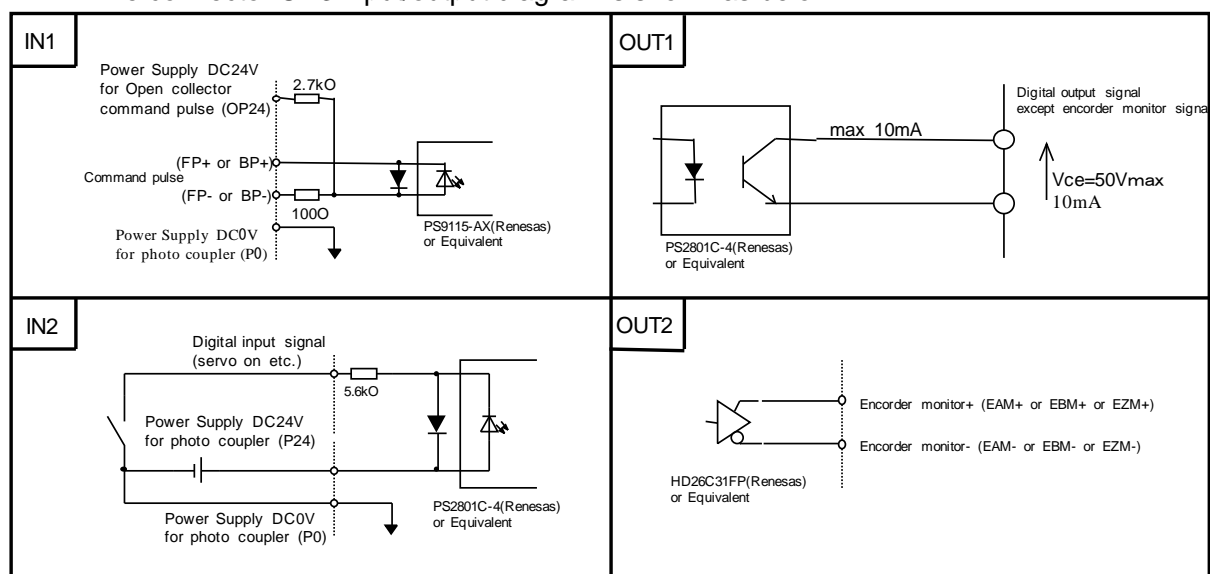 IN1
Power Supply DC24V
for Open collector
command pulse (OP24)
2.7kO
(FP+ or BP+)
Command pulse
(FP- or BP-)
100O
Power Supply DC0V
for photo coupler (P0)
PS9115-AX(Renesas)
or Equivalent
OUT1
max 10mA
Digital output signal
except encorder monitor signa
Vce=50Vmax
10mA
PS2801C-4(Renesas)
or Equivalent
IN2
Digital input signal
(servo on etc.)
5.6kO
Power Supply DC24V
for photo coupler (P24)
Power Supply DC0V
for photo coupler (P0)
PS2801C-4(Renesas)
or Equivalent
OUT2
Encorder monitor+ (EAM+ or EBM+ or EZM+)
Encorder monitor- (EAM- or EBM- or EZM-)
HD26C31FP(Renesas)
or Equivalent